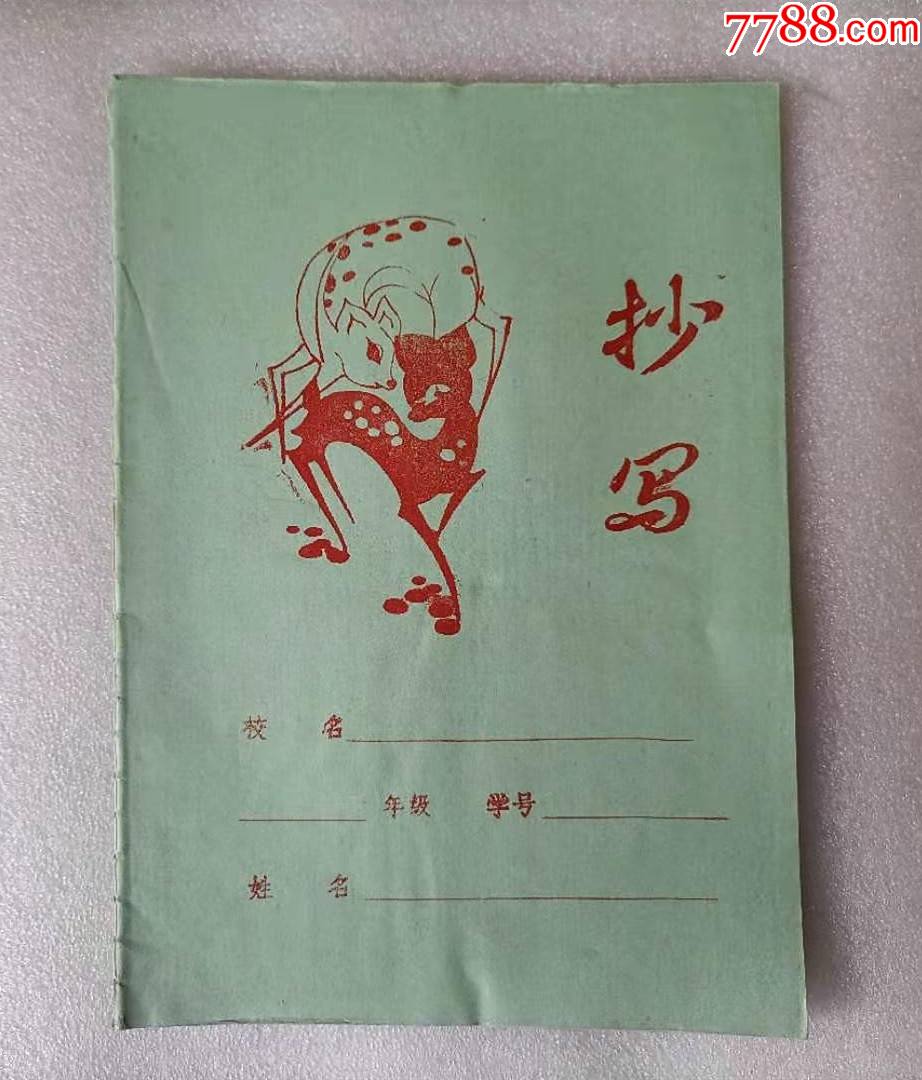 7788.com
抄
写
校 名
年级 学号
姓 名